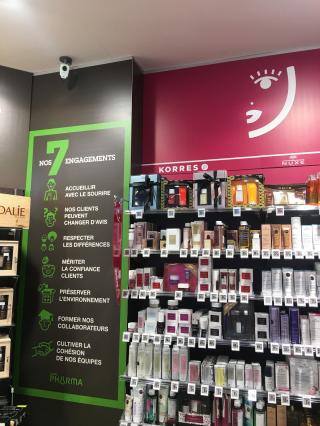 NOS 7 ENGAGEMENTS
ACCUEILLIR
AVEC LE SOURIRE
NOS CLIENTS
PEUVENT
CHANGER D'AVIS
RESPECTER
LES DIFFÉRENCES
MÉRITER
LA CONFIANCE
CLIENTS
PRÉSERVER
L'ENVIRONNEMENT
FORMER NOS
COLLABORATEURS
CULTIVER LA
COHÉSION
DE NOS ÉQUIPES
PHARMA
DALÍE
KORRES
NUXE